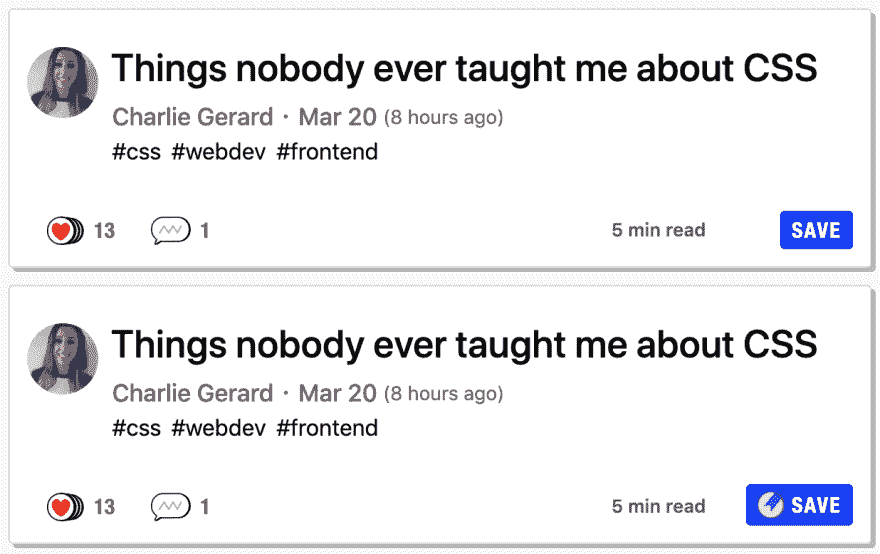 Things nobody ever taught me about CSS
Charlie Gerard · Mar 20 (8 hours ago)
#css #webdev #frontend
13 1 5 min read SAVE
Things nobody ever taught me about CSS
Charlie Gerard · Mar 20 (8 hours ago)
#css #webdev #frontend
13 1 5 min read SAVE